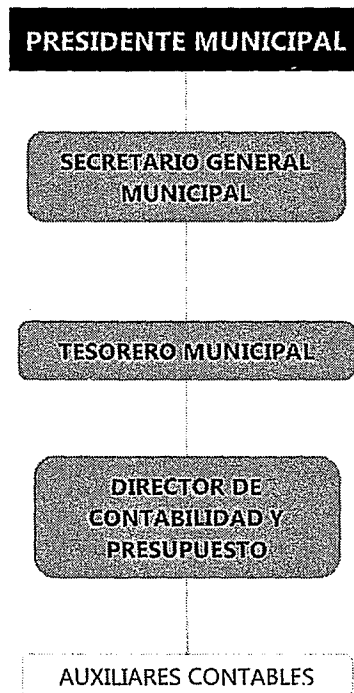 PRESIDENTE MUNICIPAL
SECRETARIO GENERAL
MUNICIPAL
TESORERO MUNICIPAL
DIRECTOR DE
CONTABILIDAD Y
PRESUPUESTO
AUXILIARES CONTABLES